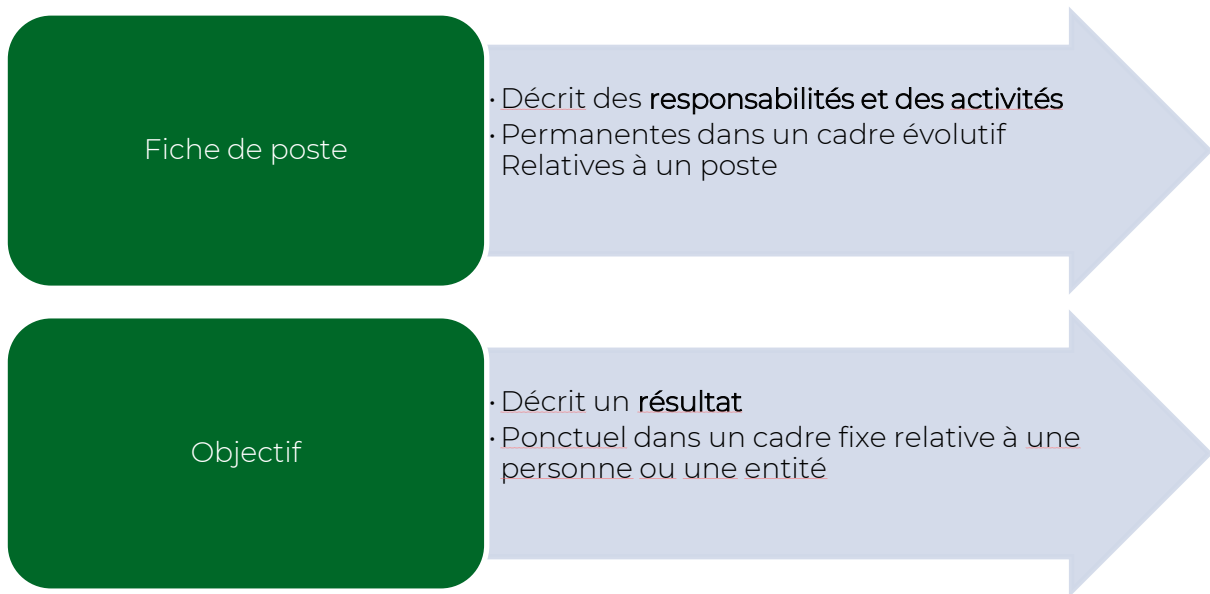 Fiche de poste
• Décrit des responsabilités et des activités
• Permanentes dans un cadre évolutif
Relatives à un poste
Objectif
• Décrit un résultat
• Ponctuel dans un cadre fixe relative à une
personne ou une entité